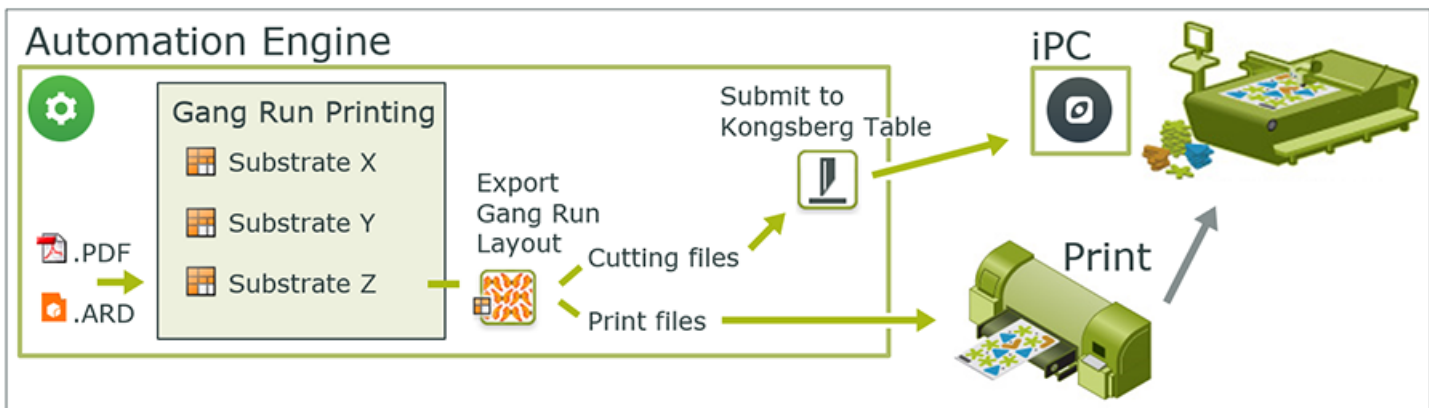 Automation Engine
Gang Run Printing
Substrate X
Substrate Y
Substrate Z
.PDF
.ARD
Export
Gang Run
Layout
Cutting files
Print files
Submit to
Kongsberg Table
iPC
Print